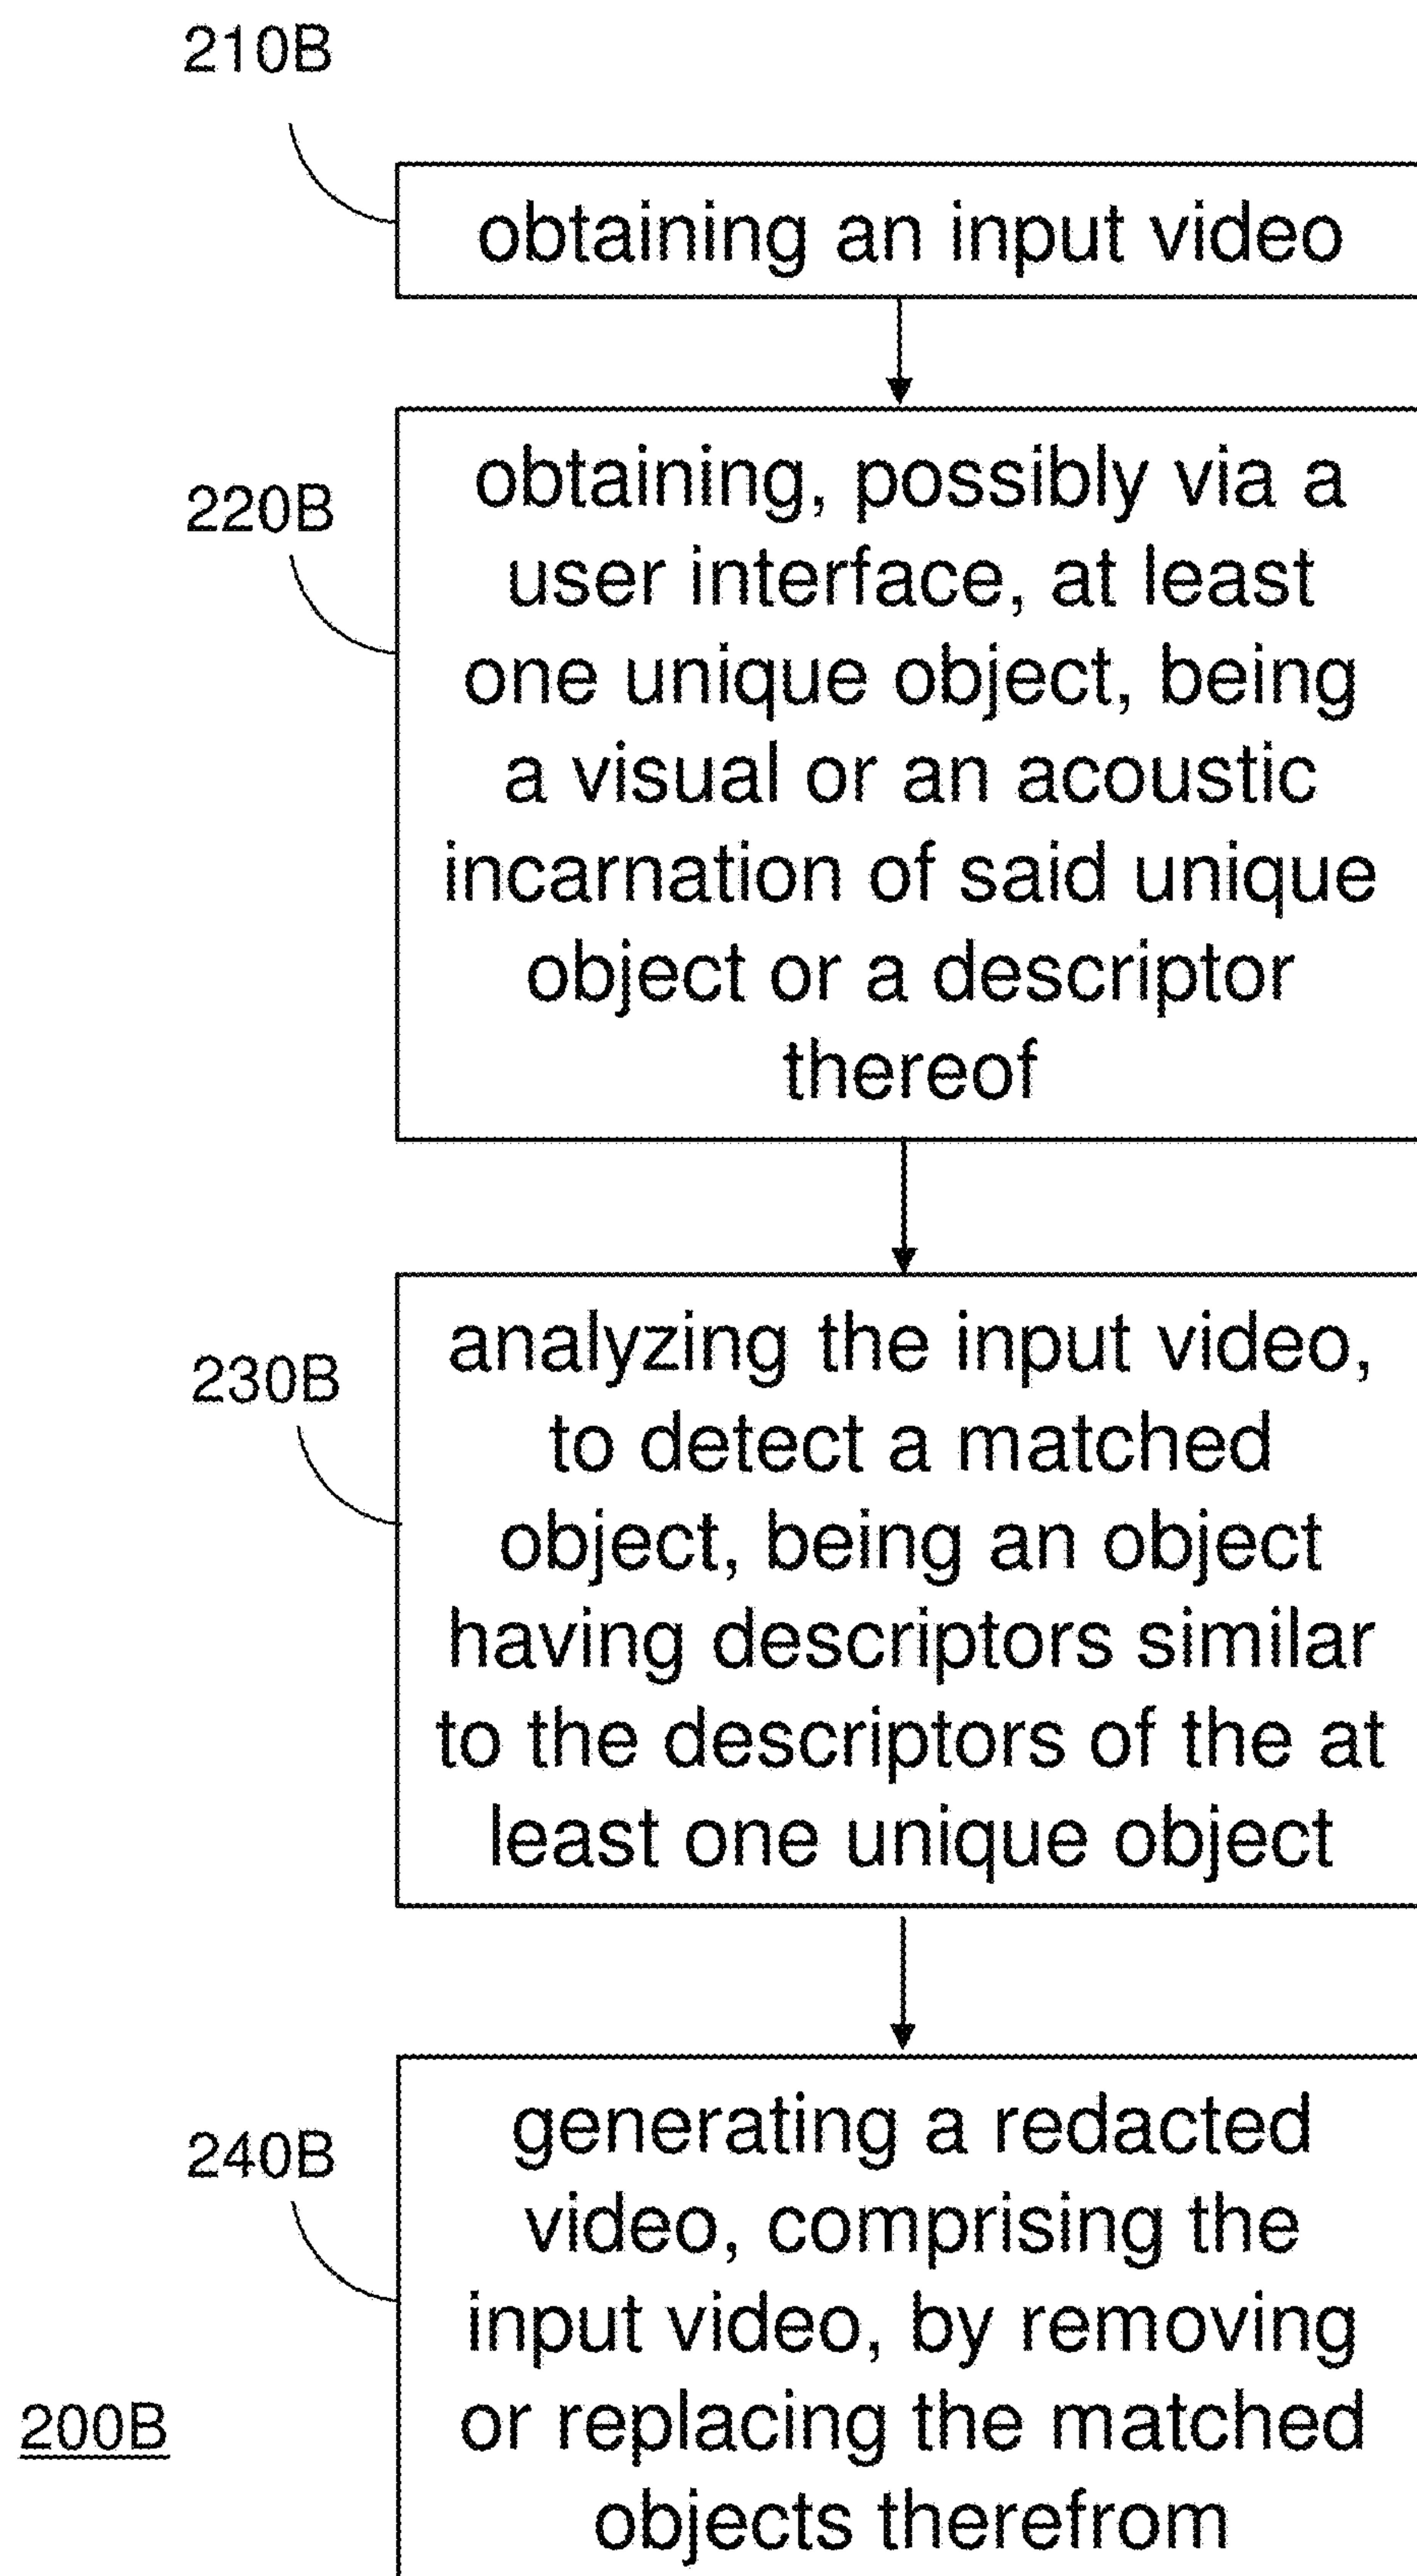 210B
obtaining an input video
220B
obtaining, possibly via a
user interface, at least
one unique object, being
a visual or an acoustic
incarnation of said unique
object or a descriptor
thereof
230B
analyzing the input video,
to detect a matched
object, being an object
having descriptors similar
to the descriptors of the at
least one unique object
240B
generating a redacted
video, comprising the
input video, by removing
or replacing the matched
objects therefrom
200B